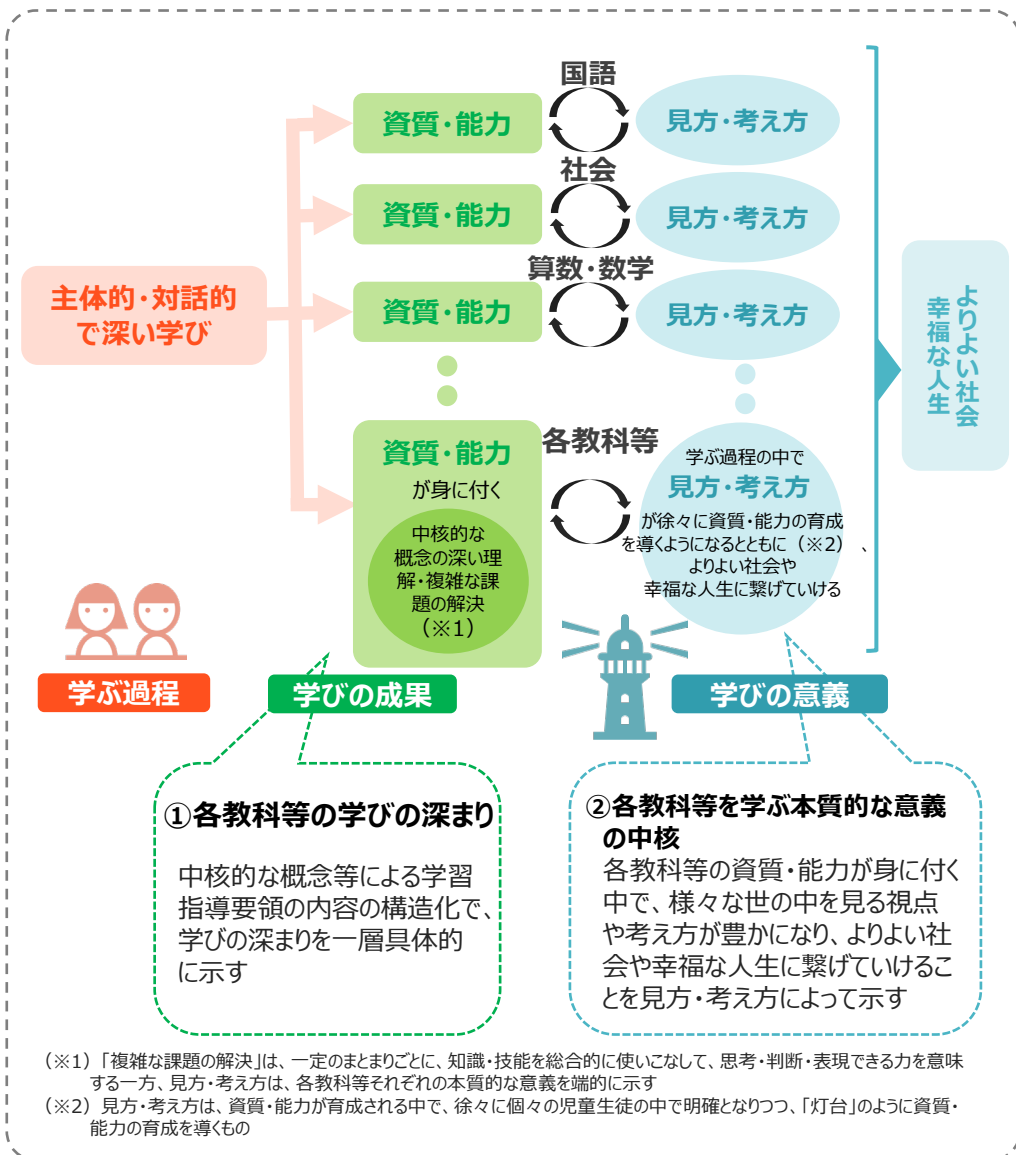 国語
資質・能力
見方・考え方
社会
資質・能力
見方・考え方
算数・数学
資質・能力
見方・考え方
主体的・対話的
で深い学び
よりよい社会
幸福な人生
各教科等
資質・能力
が身に付く
中核的な
概念の深い理
解・複雑な課
題の解決
（※1）
学ぶ過程の中で
見方・考え方
が徐々に資質・能力の育成
を導くようになるとともに（※2）、
よりよい社会や
幸福な人生に繋げていける
学ぶ過程
学びの成果
学びの意義
①各教科等の学びの深まり
中核的な概念等による学習
指導要領の内容の構造化で、
学びの深まりを一層具体的
に示す
②各教科等を学ぶ本質的な意義
の中核
各教科等の資質・能力が身に付く
中で、様々な世の中を見る視点
や考え方が豊かになり、よりよい社
会や幸福な人生に繋げていけるこ
とを見方・考え方によって示す
（※1）「複雑な課題の解決」は、一定のまとまりごとに、知識・技能を総合的に使いこなして、思考・判断・表現できる力を意味
する一方、見方・考え方は、各教科等それぞれの本質的な意義を端的に示す
（※2）見方・考え方は、資質・能力が育成される中で、徐々に個々の児童生徒の中で明確となりつつ、「灯台」のように資質・
能力の育成を導くもの